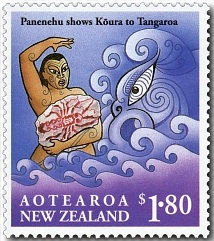 Panenehu shows Kōura to Tangaroa
AOTEAROA
NEW ZEALAND
$1·80